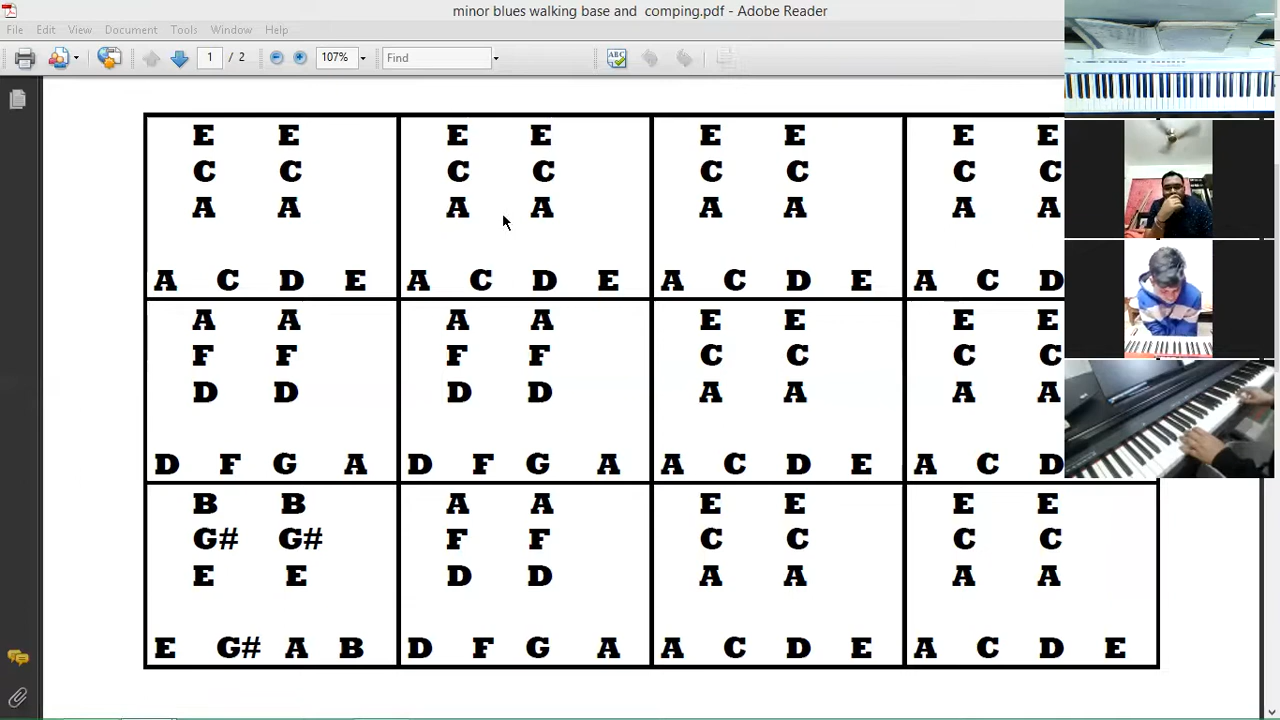 minor blues walking base and comping.pdf - Adobe Reader
File Edit View Document Tools Window Help
1 / 2 107% Find
E E E E E E E E
C C C C C C C C
A A A A A A A A
A C D E A C D E A C D E A C D
A A A A E E E E
F F F F C C C C
D D D D A A A A
D F G A D F G A A C D E A C D
B B A A E E E E
G# G# F F C C C C
E E D D A A A A
E G# A B D F G A A C D E A C D E